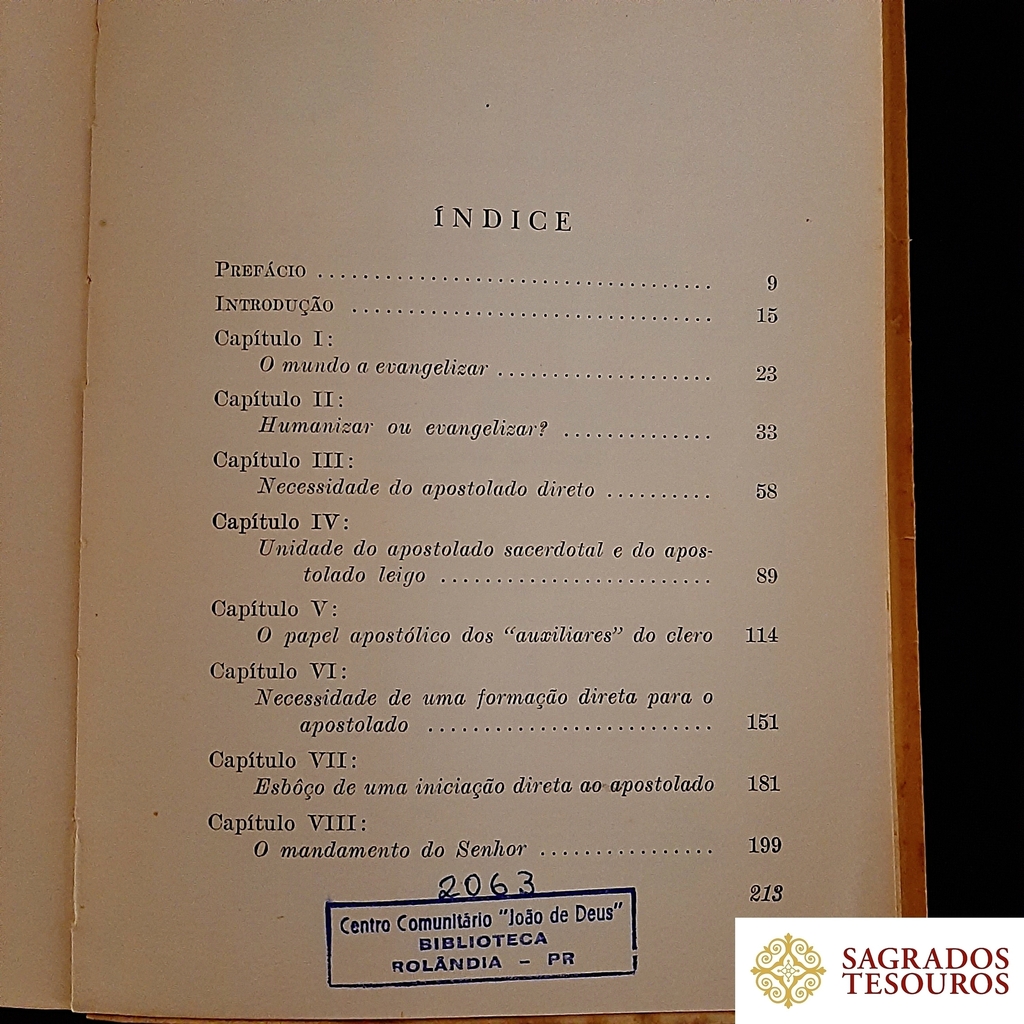 ÍNDICE
PREFÁCIO ..................................... 9
INTRODUÇÃO .................................. 15
Capítulo I:
O mundo a evangelizar .................... 23
Capítulo II:
Humanizar ou evangelizar? .............. 33
Capítulo III:
Necessidade do apostolado direto .......... 58
Capítulo IV:
Unidade do apostolado sacerdotal e do apos-
tolado leigo ......................... 89
Capítulo V:
O papel apostólico dos “auxiliares” do clero 114
Capítulo VI:
Necessidade de uma formação direta para o
apostolado .......................... 151
Capítulo VII:
Esbôço de uma iniciação direta ao apostolado 181
Capítulo VIII:
O mandamento do Senhor ................ 199
2063
213
Centro Comunitário "João de Deus"
BIBLIOTECA
ROLÂNDIA – PR
SAGRADOS
TESOUROS